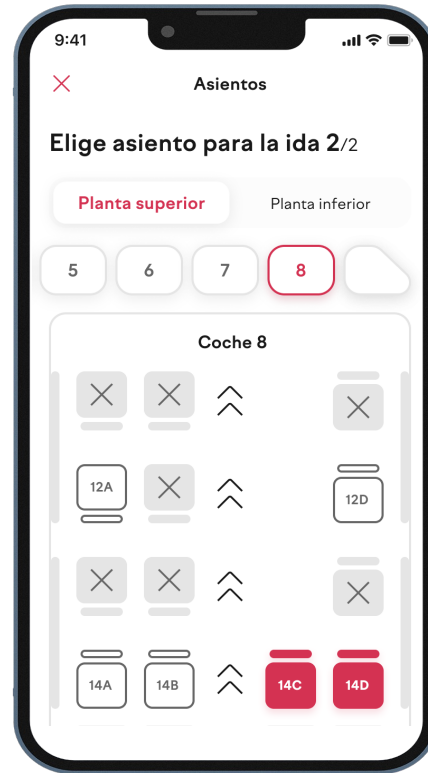 9:41
Asientos
Elige asiento para la ida 2/2
Planta superior Planta inferior
5 6 7 8
Coche 8
12A 12D
14A 14B 14C 14D